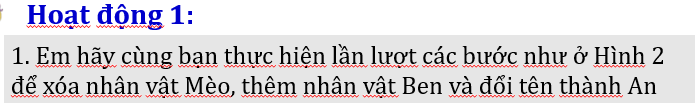 Hoạt động 1:
1. Em hãy cùng bạn thực hiện lần lượt các bước như ở Hình 2
để xóa nhân vật Mèo, thêm nhân vật Ben và đổi tên thành An